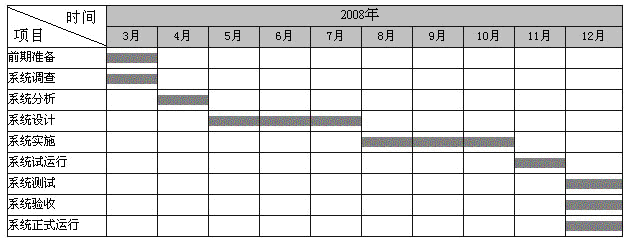 时间
2008年
项目
3月 4月 5月 6月 7月 8月 9月 10月 11月 12月
前期准备
系统调查
系统分析
系统设计
系统实施
系统试运行
系统测试
系统验收
系统正式运行